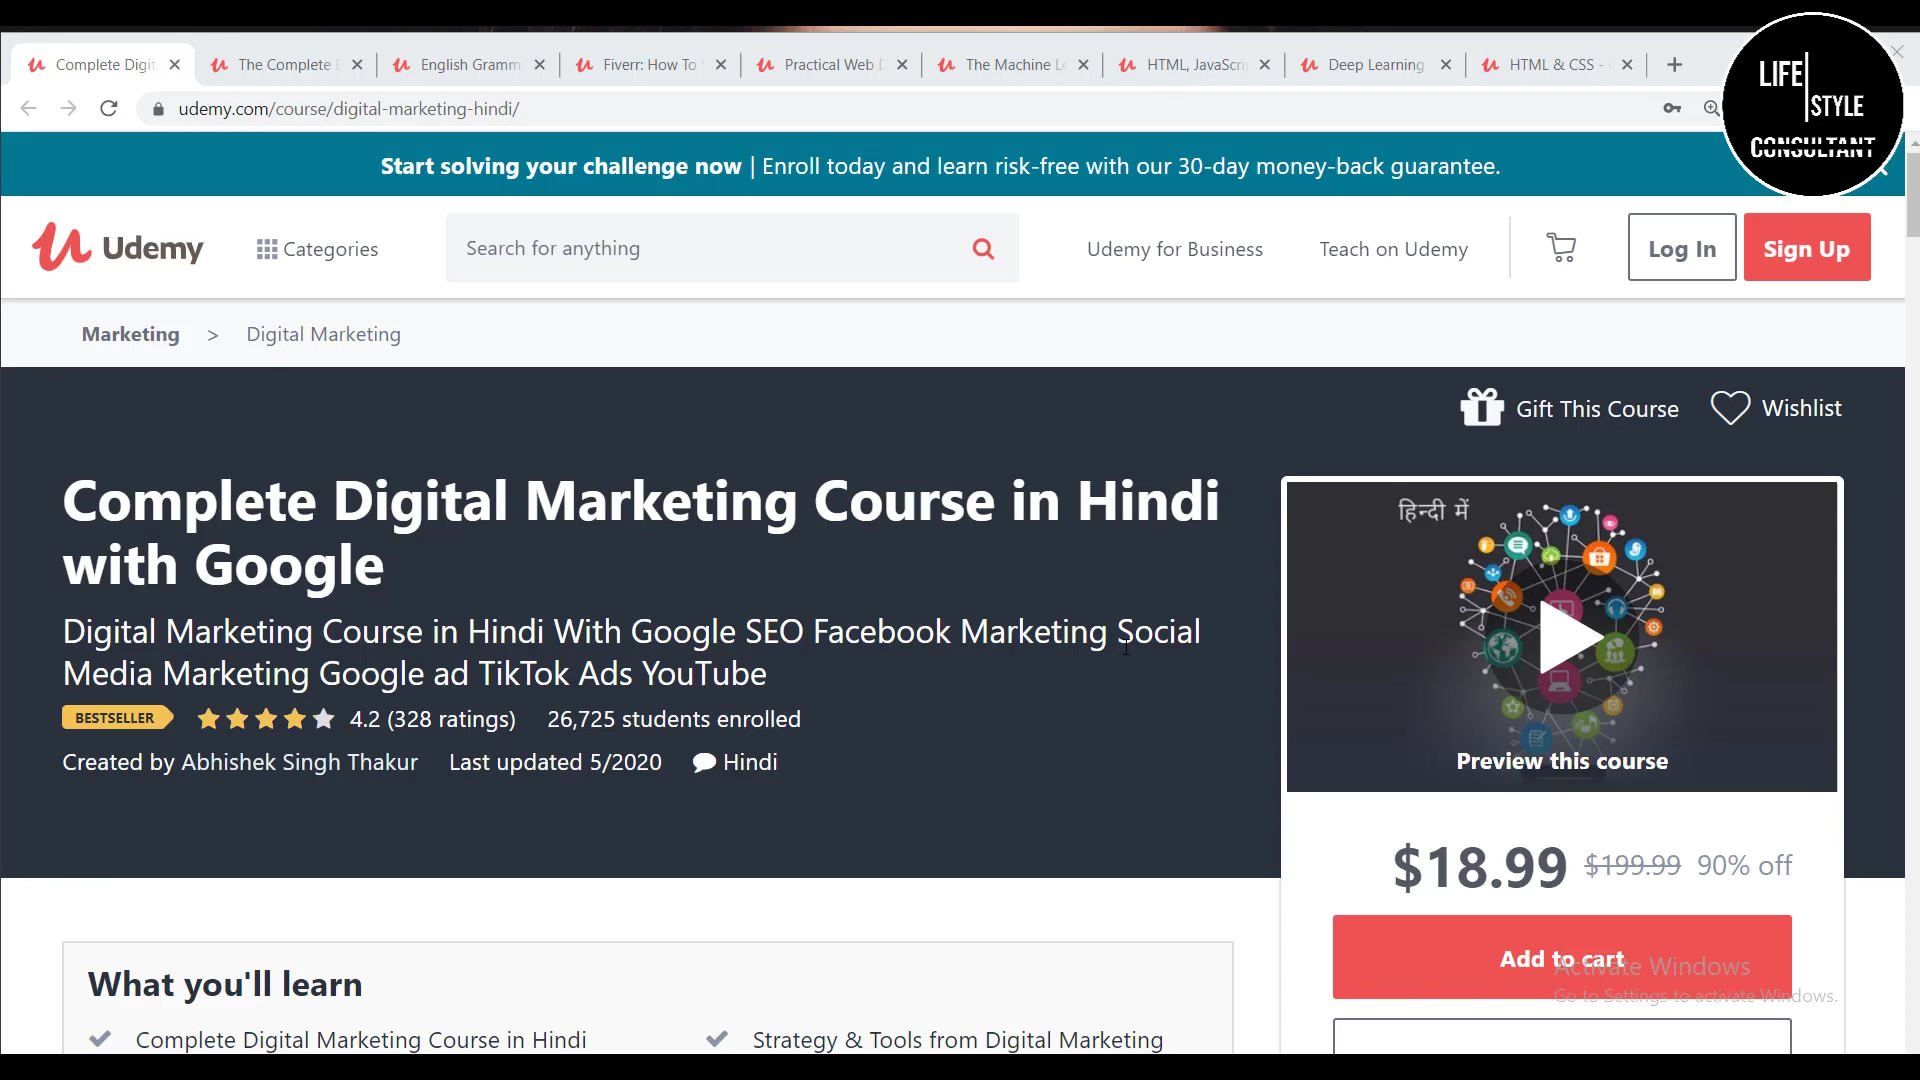 Complete Digit
The Complete
English Gramm
Fiverr: How To
Practical Web D
The Machine Le
HTML, JavaScri
Deep Learning
HTML & CSS -
LIFE
STYLE
CONSULTANT
udemy.com/course/digital-marketing-hindi/
Start solving your challenge now | Enroll today and learn risk-free with our 30-day money-back guarantee.
Udemy
Categories
Search for anything
Udemy for Business
Teach on Udemy
Log In
Sign Up
Marketing > Digital Marketing
Gift This Course
Wishlist
Complete Digital Marketing Course in Hindi
with Google
Digital Marketing Course in Hindi With Google SEO Facebook Marketing Social
Media Marketing Google ad TikTok Ads YouTube
BESTSELLER 4.2 (328 ratings) 26,725 students enrolled
Created by Abhishek Singh Thakur Last updated 5/2020 Hindi
हिन्दी में
Preview this course
$18.99 $199.99 90% off
Add to cart
Activate Windows
Go to Settings to activate Windows.
What you'll learn
Complete Digital Marketing Course in Hindi
Strategy & Tools from Digital Marketing